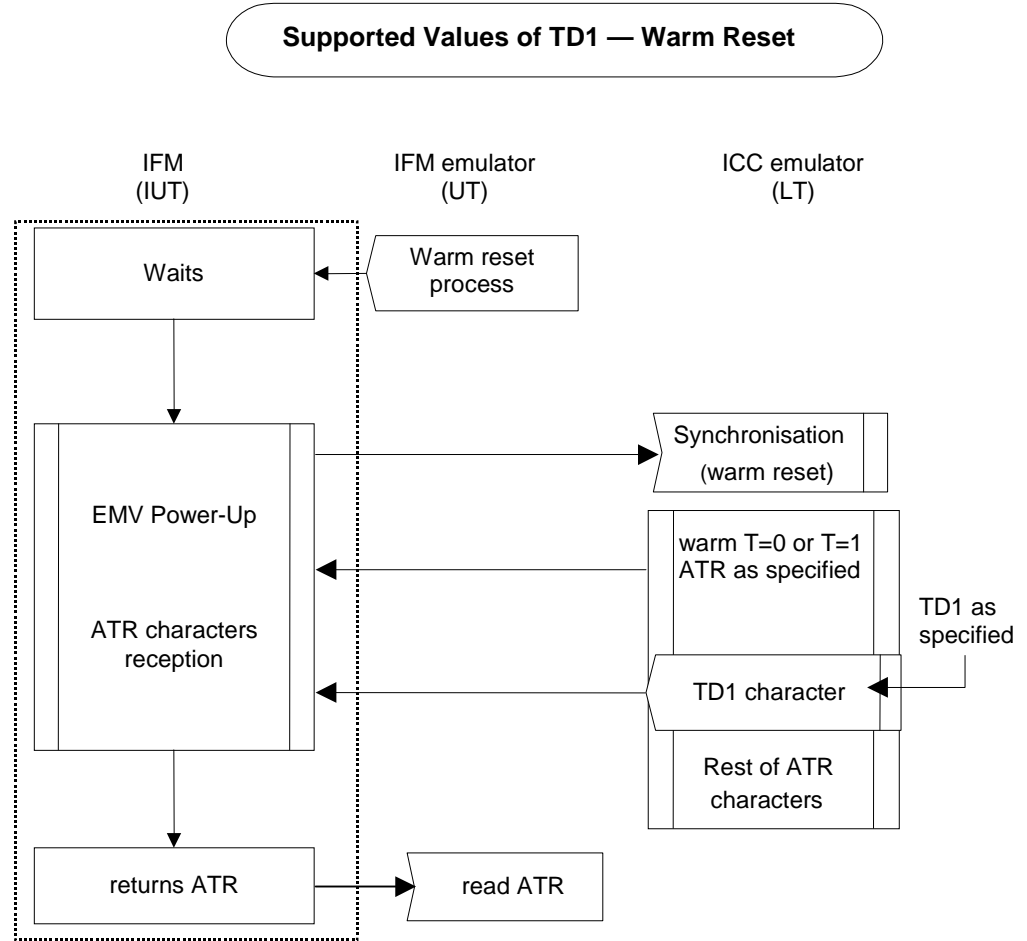 Supported Values of TD1 — Warm Reset
IFM
(IUT)
IFM emulator
(UT)
ICC emulator
(LT)
Waits
Warm reset
process
Synchronisation
(warm reset)
EMV Power-Up
warm T=0 or T=1
ATR as specified
ATR characters
reception
TD1 as
specified
TD1 character
Rest of ATR
characters
returns ATR
read ATR